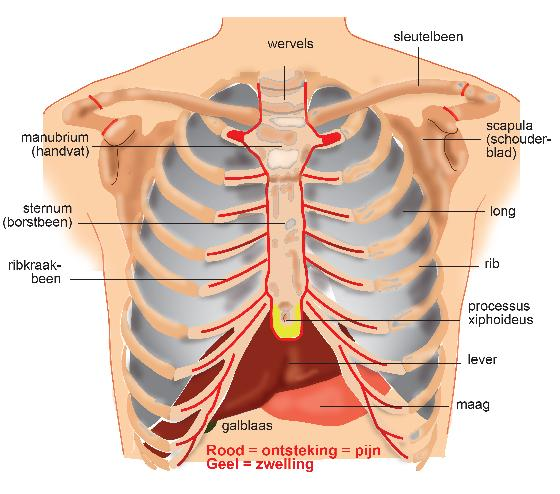 wervels
sleutelbeen
manubrium
(handvat)
scapula
(schouder-
blad)
sternum
(borstbeen)
long
ribkraak-
been
rib
processus
xiphoideus
lever
maag
galblaas
Rood = ontsteking = pijn
Geel = zwelling